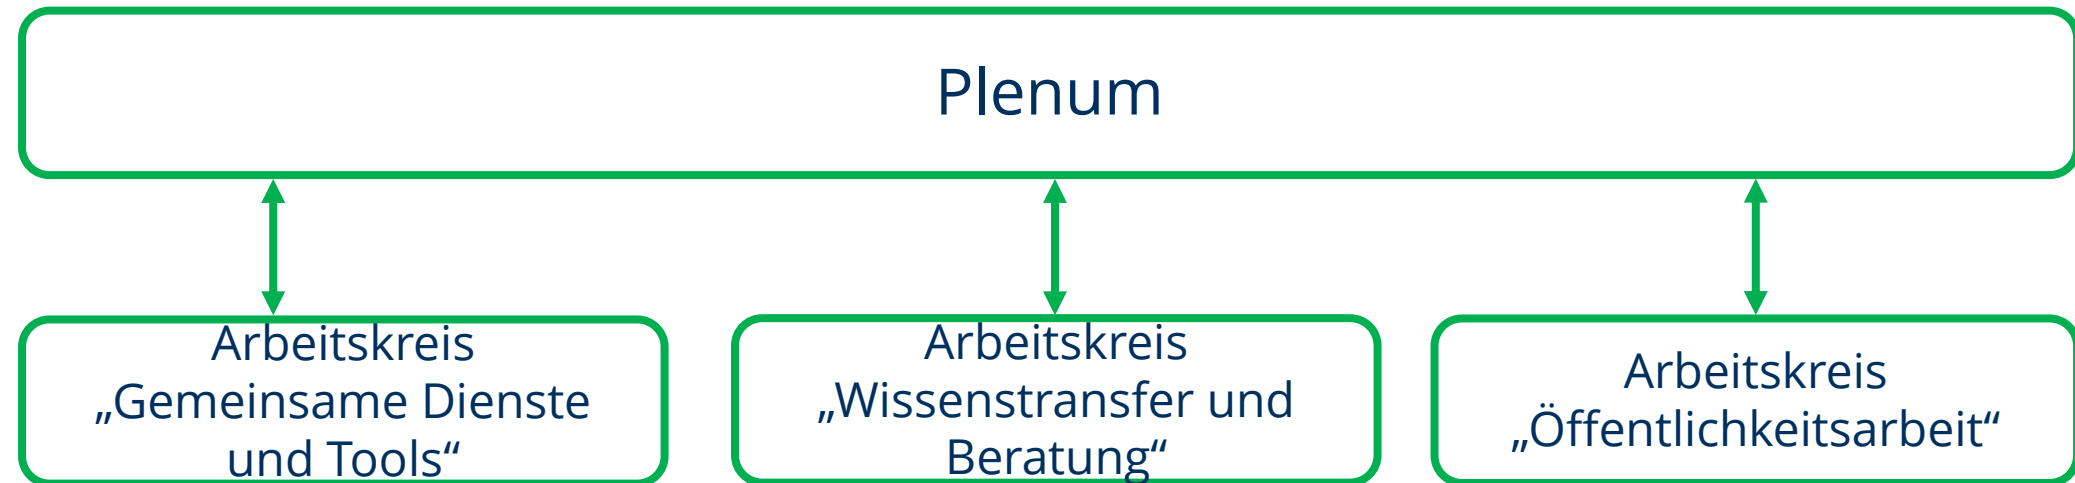 Plenum
Arbeitskreis
„Gemeinsame Dienste
und Tools“
Arbeitskreis
„Wissenstransfer und
Beratung“
Arbeitskreis
„Öffentlichkeitsarbeit“